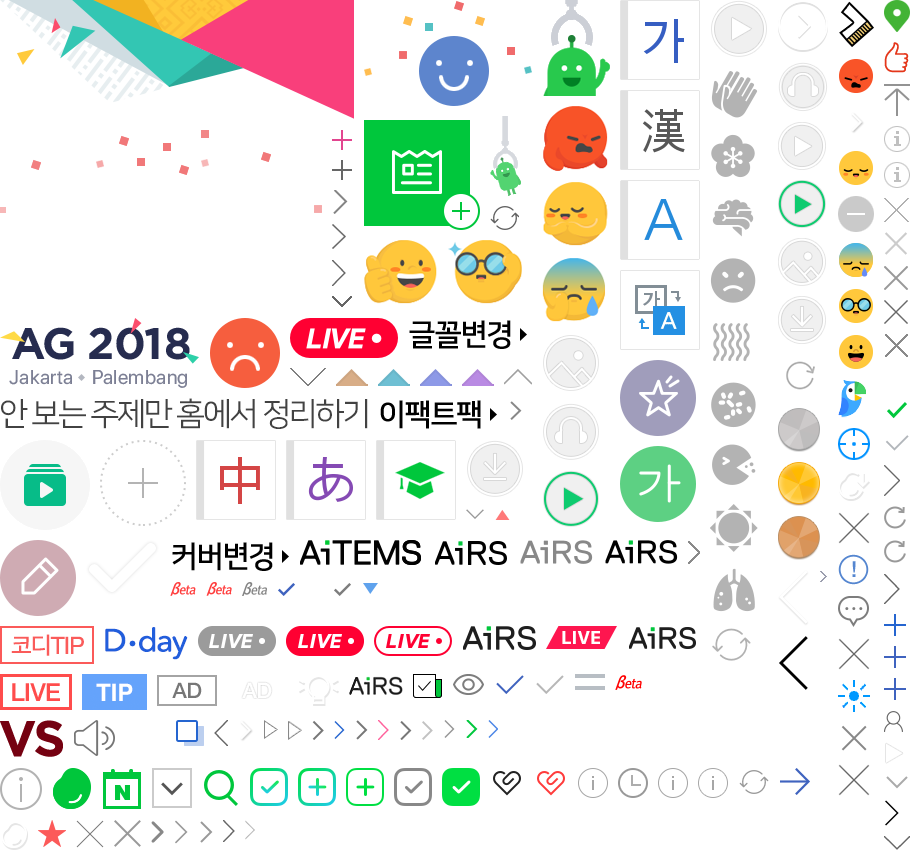 가
漢
A
가
A
AG 2018
Jakarta Palembang
LIVE
글꼴변경
안 보는 주제만 홈에서 정리하기
이팩트팩
中
あ
가
커버변경
AiTEMS
AiRS
AiRS
AiRS
Beta
Beta
Beta
코디TIP
D·day
LIVE
LIVE
LIVE
AiRS
LIVE
AiRS
LIVE
TIP
AD
AD
AiRS
Beta
VS
N